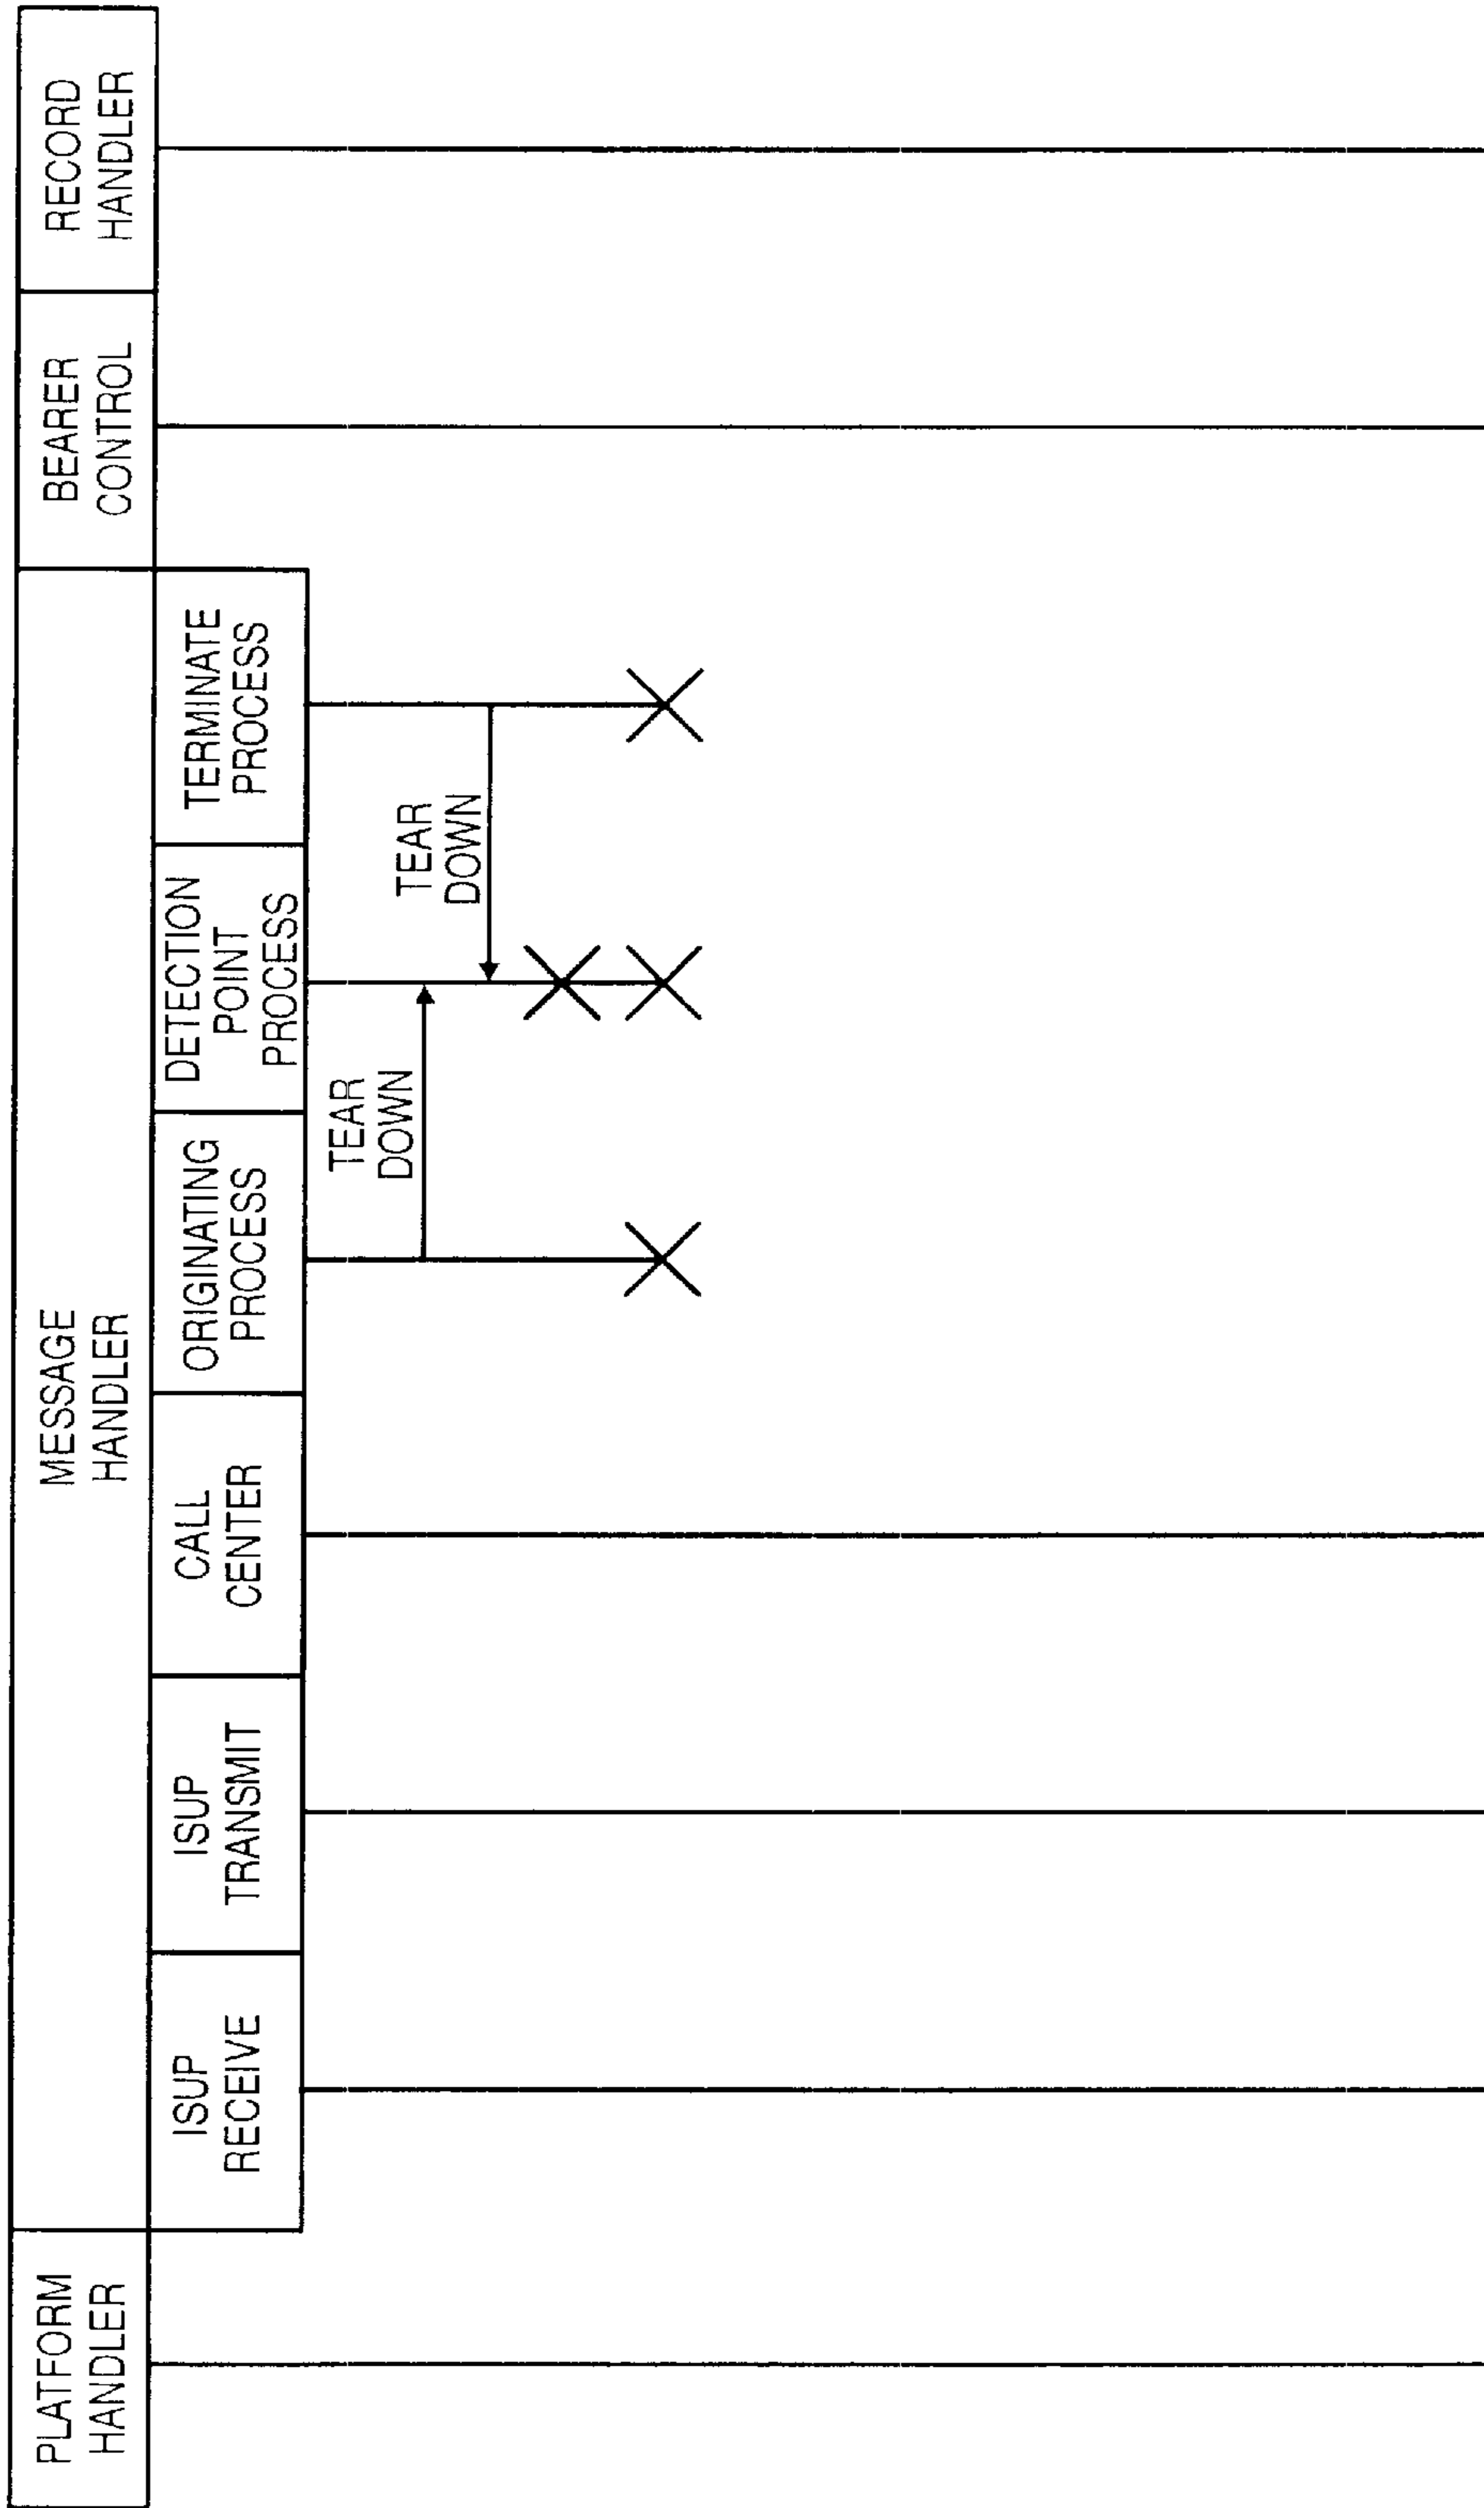 PLATFORM
HANDLER
MESSAGE
HANDLER
BEARER
CONTROL
RECORD
HANDLER
ISUP
RECEIVE
ISUP
TRANSMIT
CALL
CENTER
ORIGINATING
PROCESS
DETECTION
POINT
PROCESS
TERMINATE
PROCESS
TEAR
DOWN
TEAR
DOWN